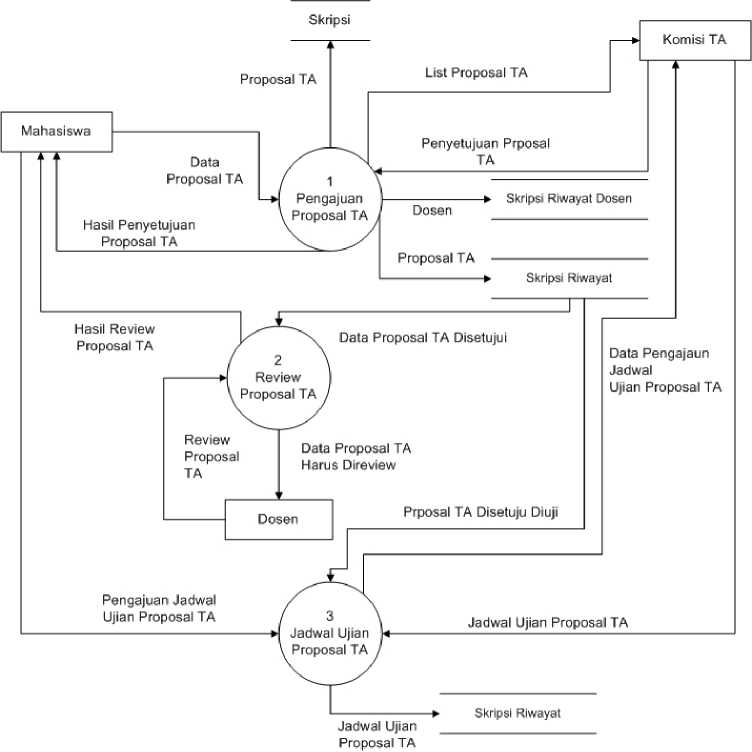 Skripsi
Komisi TA
Proposal TA
List Proposal TA
Mahasiswa
Penyetujuan Prposal
TA
Data
Proposal TA
1
Pengajuan
Proposal TA
Dosen
Skripsi Riwayat Dosen
Hasil Penyetujuan
Proposal TA
Proposal TA
Skripsi Riwayat
Hasil Review
Proposal TA
Data Proposal TA Disetujui
Data Pengajaun
Jadwal
Ujian Proposal TA
2
Review
Proposal TA
Review
Proposal
TA
Data Proposal TA
Harus Direview
Dosen
Prposal TA Disetuju Diuji
Pengajuan Jadwal
Ujian Proposal TA
3
Jadwal Ujian
Proposal TA
Jadwal Ujian Proposal TA
Skripsi Riwayat
Jadwal Ujian
Proposal TA